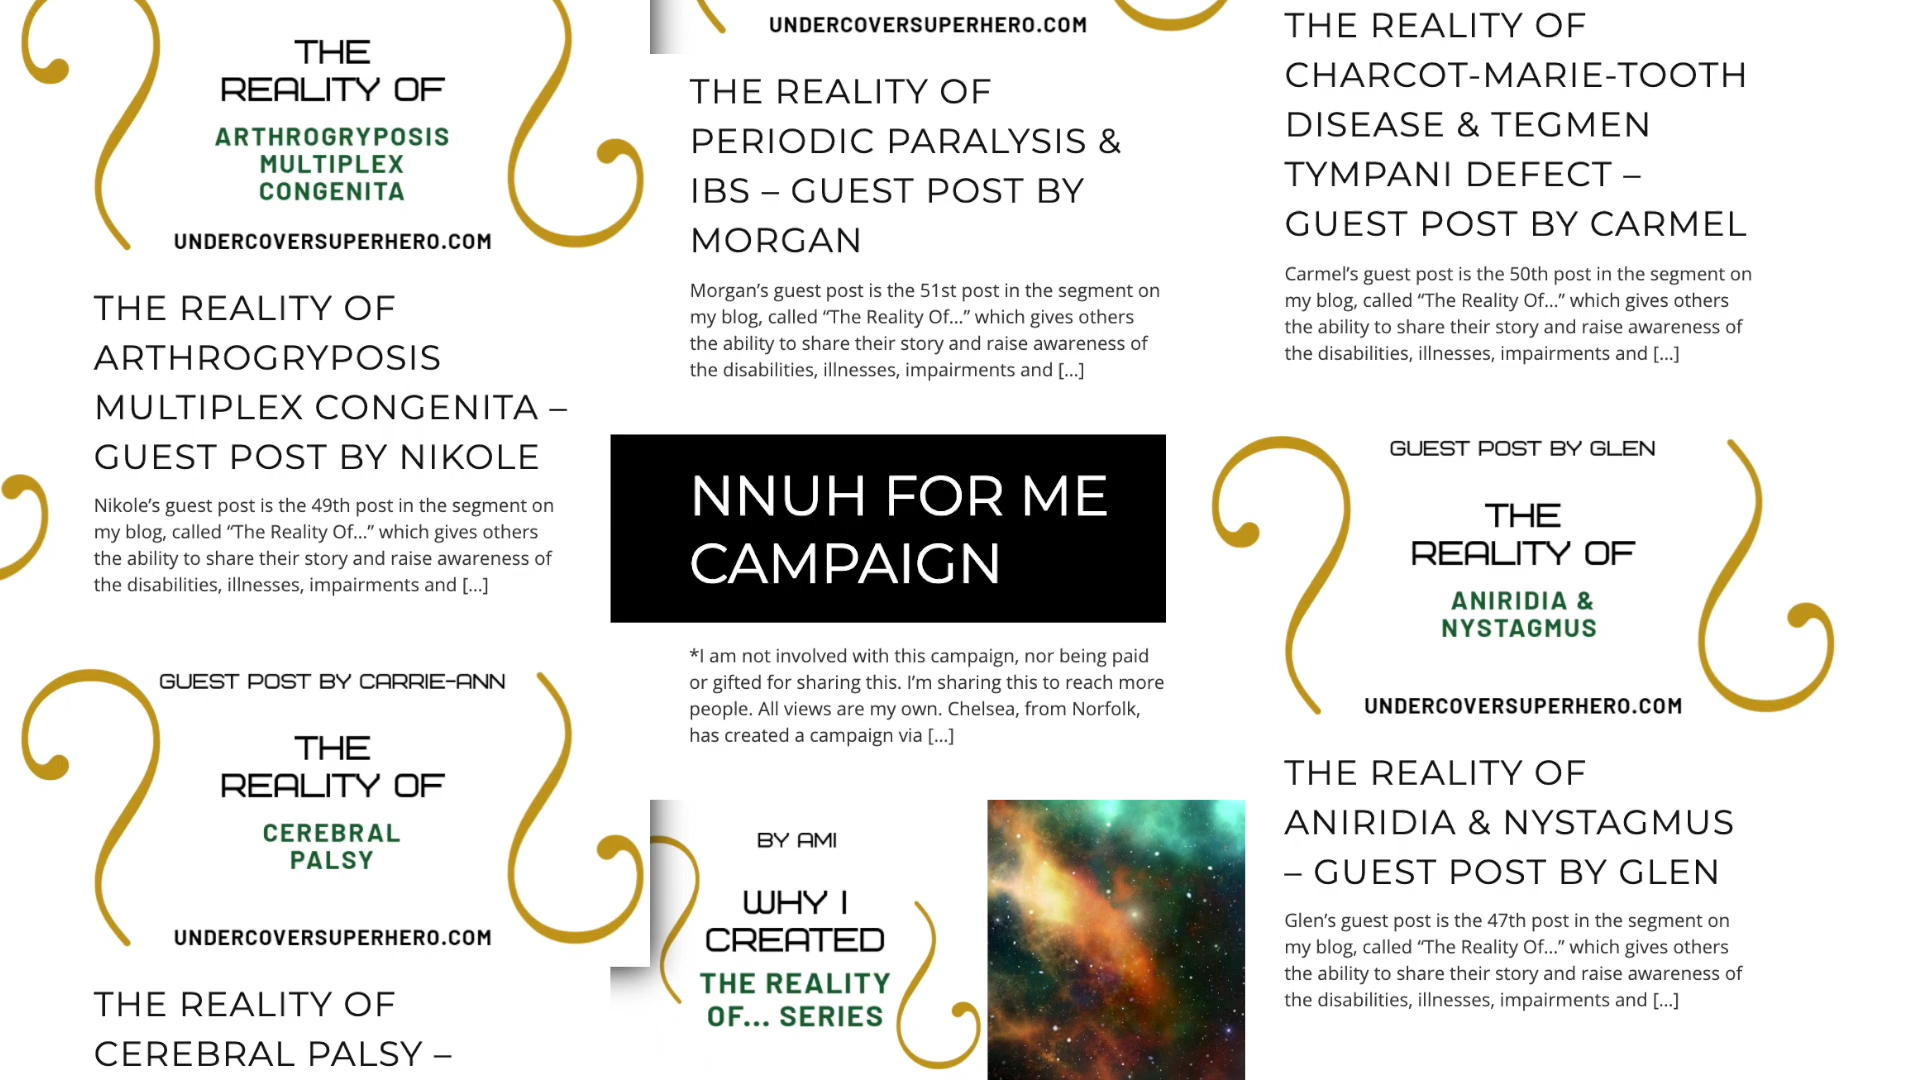 THE
REALITY OF
ARTHROGRYPOSIS
MULTIPLEX
CONGENITA
UNDERCOVERSUPERHERO.COM
THE REALITY OF
ARTHROGRYPOSIS
MULTIPLEX CONGENITA –
GUEST POST BY NIKOLE
Nikole’s guest post is the 49th post in the segment on
my blog, called “The Reality Of…” which gives others
the ability to share their story and raise awareness of
the disabilities, illnesses, impairments and [...]
GUEST POST BY CARRIE-ANN
THE
REALITY OF
CEREBRAL
PALSY
UNDERCOVERSUPERHERO.COM
THE REALITY OF
CEREBRAL PALSY –
UNDERCOVERSUPERHERO.COM
THE REALITY OF
PERIODIC PARALYSIS &
IBS – GUEST POST BY
MORGAN
Morgan’s guest post is the 51st post in the segment on
my blog, called “The Reality Of…” which gives others
the ability to share their story and raise awareness of
the disabilities, illnesses, impairments and [...]
NNUH FOR ME
CAMPAIGN
*I am not involved with this campaign, nor being paid
or gifted for sharing this. I’m sharing this to reach more
people. All views are my own. Chelsea, from Norfolk,
has created a campaign via [...]
BY AMI
WHY I
CREATED
THE REALITY
OF... SERIES
THE REALITY OF
CHARCOT-MARIE-TOOTH
DISEASE & TEGMEN
TYMPANI DEFECT –
GUEST POST BY CARMEL
Carmel’s guest post is the 50th post in the segment on
my blog, called “The Reality Of…” which gives others
the ability to share their story and raise awareness of
the disabilities, illnesses, impairments and [...]
GUEST POST BY GLEN
THE
REALITY OF
ANIRIDIA &
NYSTAGMUS
UNDERCOVERSUPERHERO.COM
THE REALITY OF
ANIRIDIA & NYSTAGMUS
– GUEST POST BY GLEN
Glen’s guest post is the 47th post in the segment on
my blog, called “The Reality Of…” which gives others
the ability to share their story and raise awareness of
the disabilities, illnesses, impairments and [...]